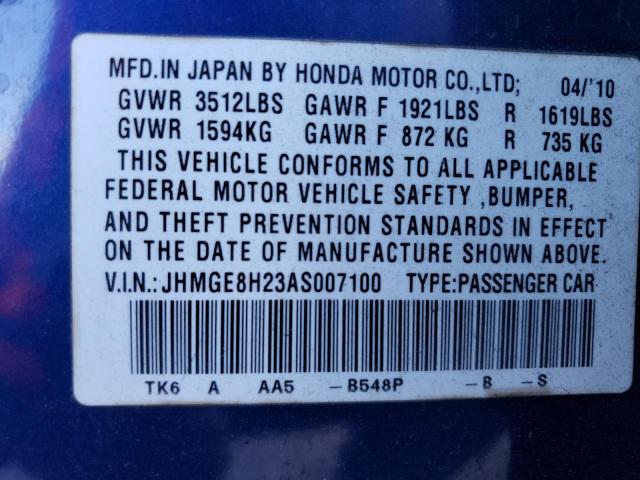 MFD.IN JAPAN BY HONDA MOTOR CO.,LTD; 04/'10
GVWR 3512LBS GAWR F 1921LBS R 1619LBS
GVWR 1594KG GAWR F 872 KG R 735 KG
THIS VEHICLE CONFORMS TO ALL APPLICABLE
FEDERAL MOTOR VEHICLE SAFETY ,BUMPER,
AND THEFT PREVENTION STANDARDS IN EFFECT
ON THE DATE OF MANUFACTURE SHOWN ABOVE.
V.I.N.:JHMGE8H23AS007100 TYPE:PASSENGER CAR
TK6 A AA5 -B548P -B -S